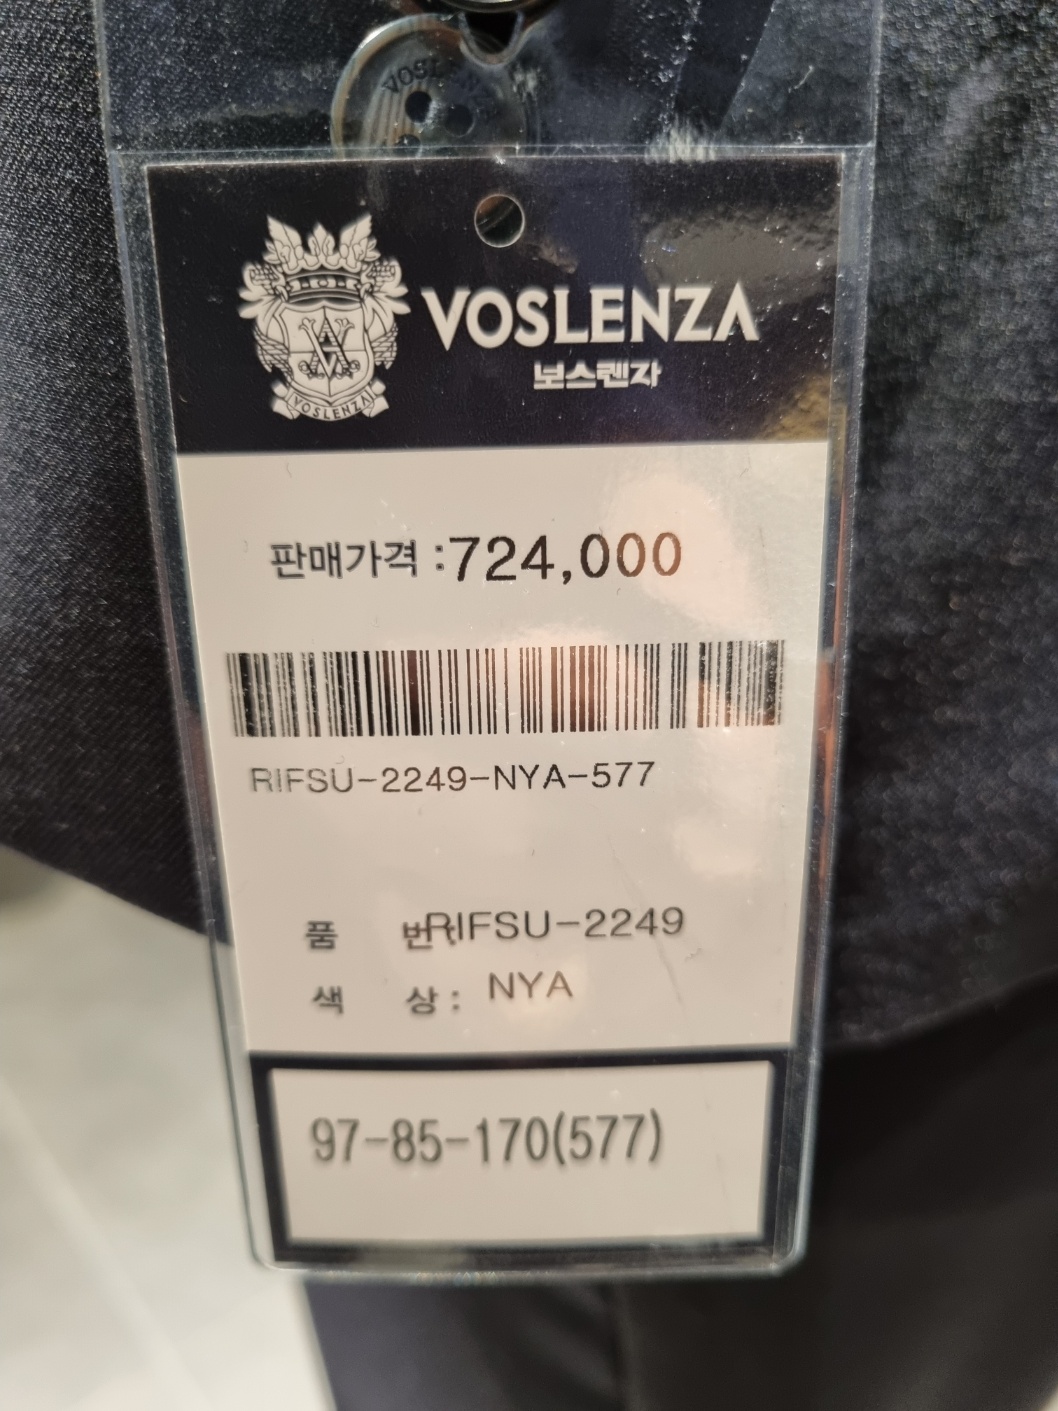 VOSLENZA
VOSLENZA
보스렌자
VOSLENZA
판매가격 :724,000
RIFSU-2249-NYA-577
품 번:RIFSU-2249
색 상: NYA
97-85-170(577)